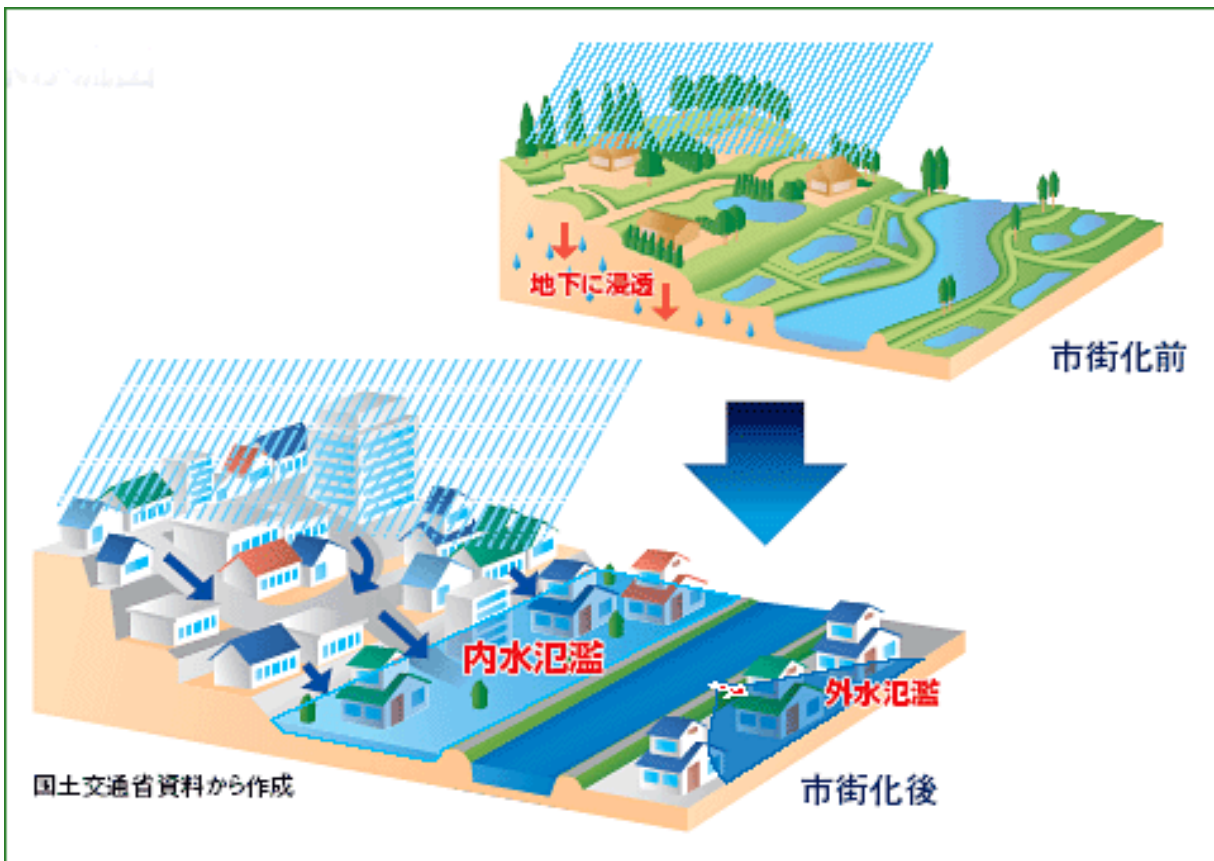 地下に浸透
市街化前
内水氾濫
外水氾濫
国土交通省資料から作成
市街化後